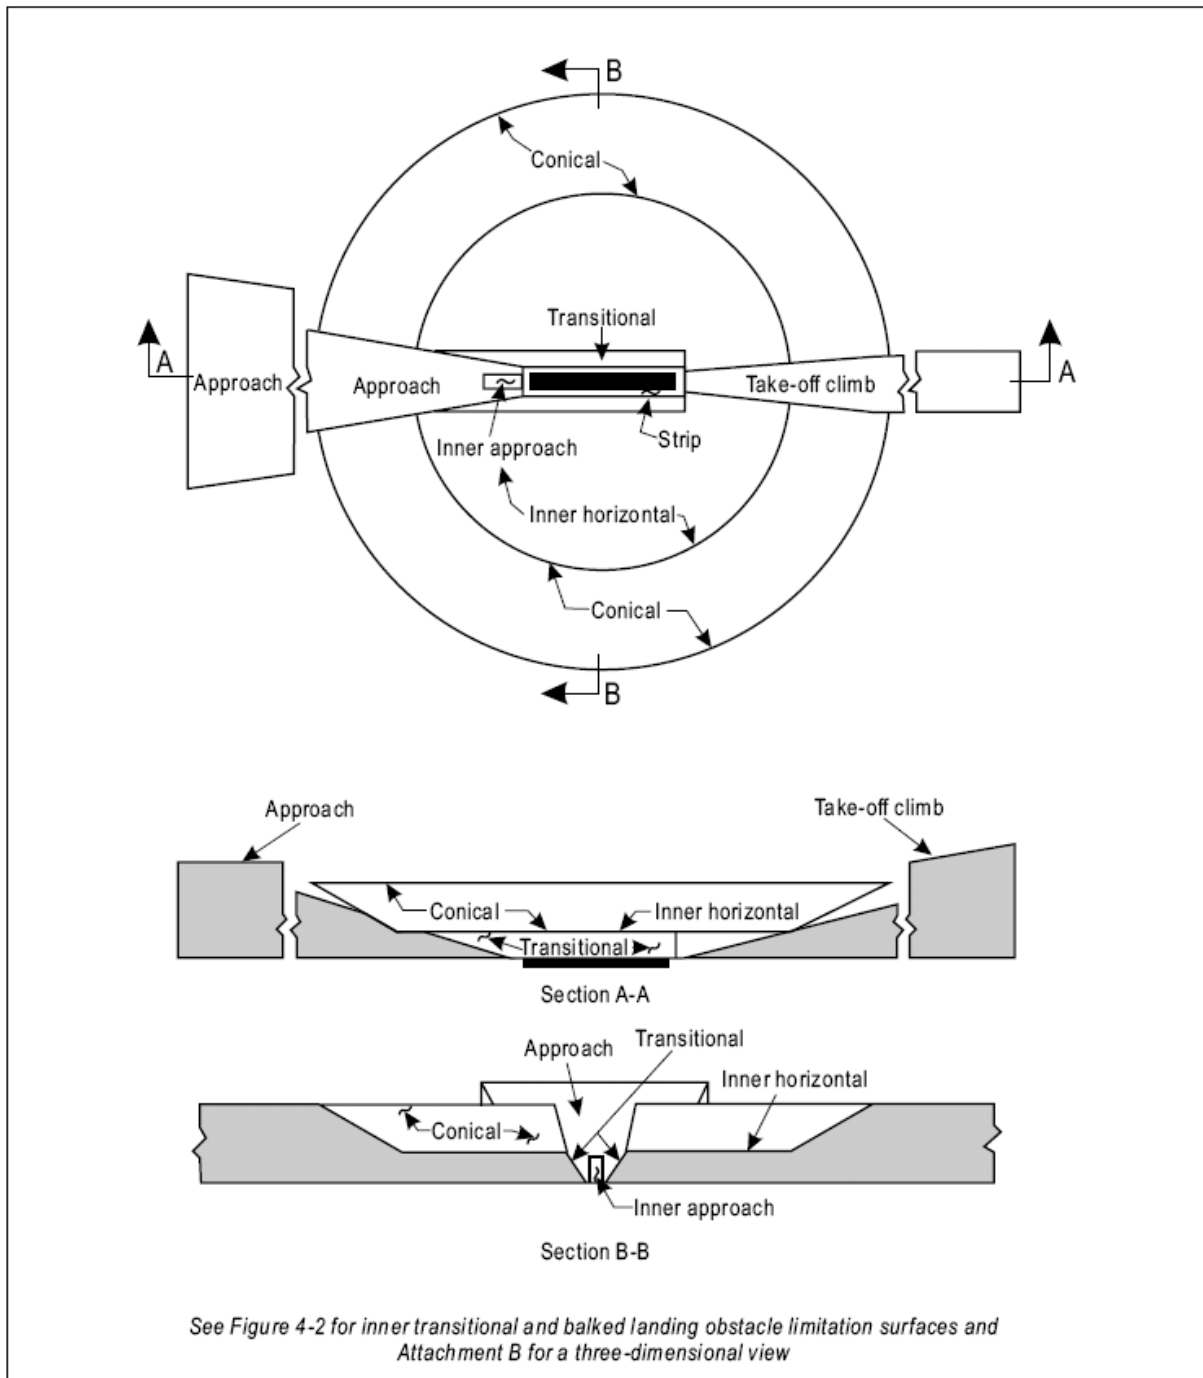 B
Conical
Transitional
A
Approach
Approach
Take-off climb
A
Inner approach
Strip
Inner horizontal
Conical
B
Approach
Take-off climb
Conical
Inner horizontal
Transitional
Section A-A
Transitional
Approach
Inner horizontal
Conical
Inner approach
Section B-B
See Figure 4-2 for inner transitional and balked landing obstacle limitation surfaces and
Attachment B for a three-dimensional view